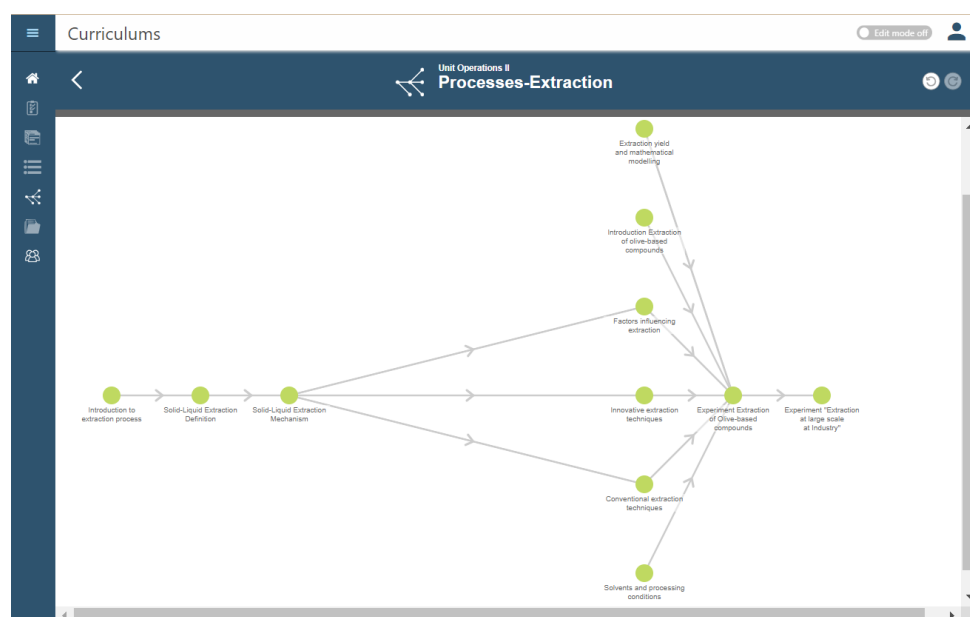 Curriculums
Edit mode off
Unit Operations II
Processes-Extraction
Extraction yield
and mathematical
modelling
Introduction Extraction
of olive-based
compounds
Factors influencing
extraction
Introduction to
extraction process
Solid-Liquid Extraction
Definition
Solid-Liquid Extraction
Mechanism
Innovative extraction
techniques
Experiment Extraction
of Olive-based
compounds
Experiment "Extraction
at large scale
at Industry"
Conventional extraction
techniques
Solvents and processing
conditions